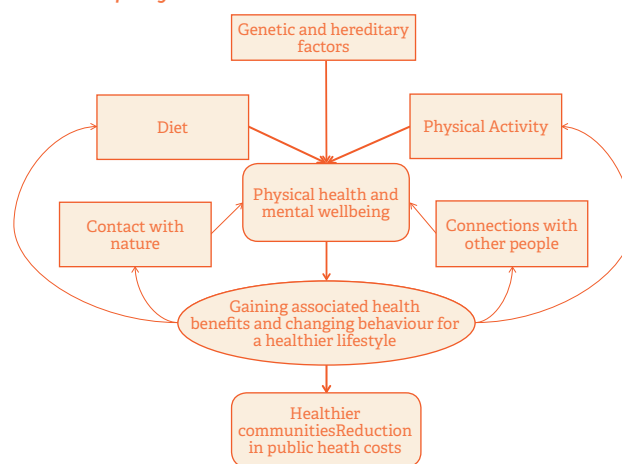 Genetic and hereditary
factors
Diet
Physical Activity
Physical health and
mental wellbeing
Contact with
nature
Connections with
other people
Gaining associated health
benefits and changing behaviour for
a healthier lifestyle
Healthier
communitiesReduction
in public heath costs